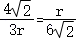 4√2/3r = r/6√2